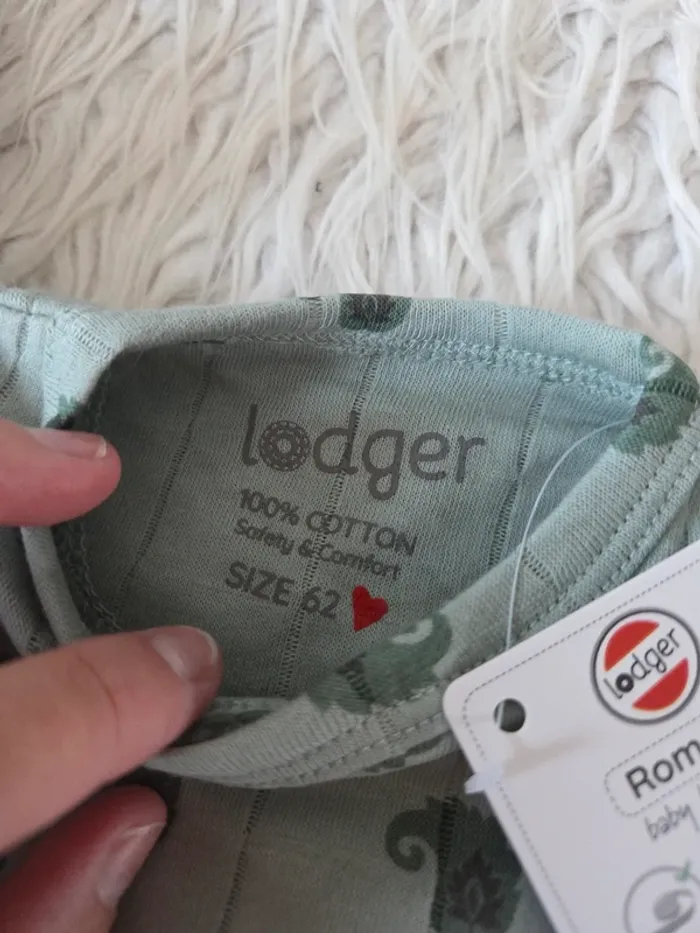 lodger
100% COTTON
Safety & Comfort
SIZE 62
lodger
Rom
baby